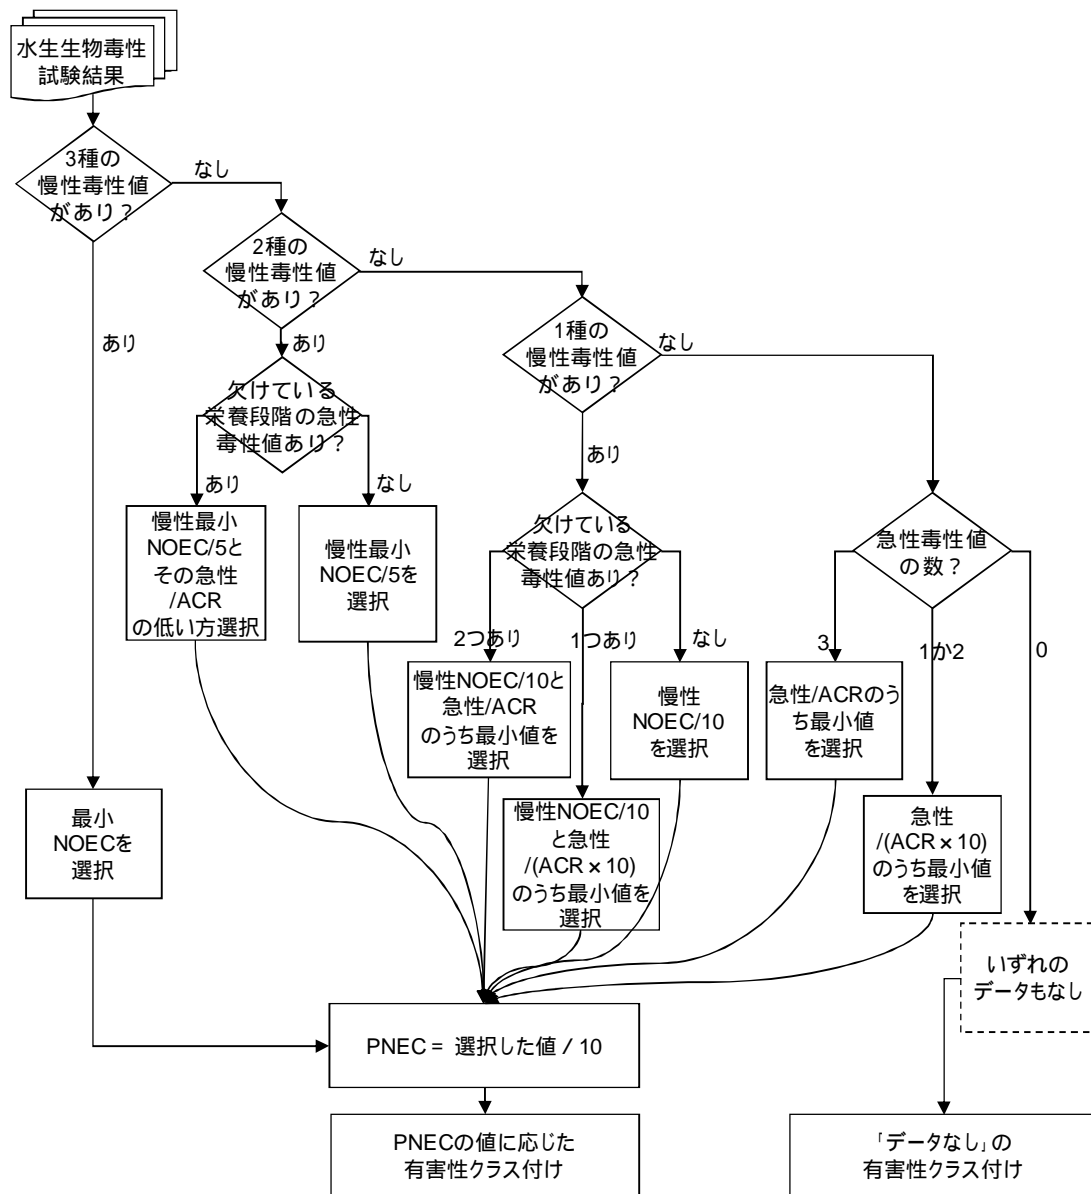 水生生物毒性
試験結果
3種の
慢性毒性値
があり？
なし
あり
2種の
慢性毒性値
があり？
なし
あり
1種の
慢性毒性値
があり？
なし
あり
欠けている
栄養段階の急性
毒性値あり？
あり
なし
慢性最小
NOEC/5と
その急性
/ACR
の低い方選択
慢性最小
NOEC/5を
選択
欠けている
栄養段階の急性
毒性値あり？
2つあり
1つあり
なし
急性毒性値
の数？
3
1か2
0
慢性NOEC/10と
急性/ACR
のうち最小値を
選択
慢性
NOEC/10
を選択
急性/ACRのう
ち最小値
を選択
最小
NOECを
選択
慢性NOEC/10
と急性
/(ACR×10)
のうち最小値を
選択
急性
/(ACR×10)
のうち最小値
を選択
いずれの
データもなし
PNEC = 選択した値 / 10
PNECの値に応じた
有害性クラス付け
「データなし」の
有害性クラス付け